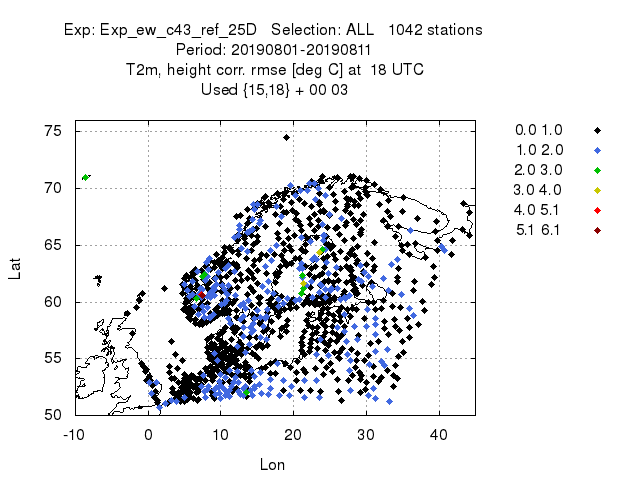 Exp: Exp_ew_c43_ref_25D   Selection: ALL   1042 stations
Period: 20190801-20190811
T2m, height corr. rmse [deg C] at  18 UTC
Used {15,18} + 00 03
0.0 1.0
1.0 2.0
2.0 3.0
3.0 4.0
4.0 5.1
5.1 6.1
75
70
65
60
55
50
Lat
-10 0 10 20 30 40
Lon